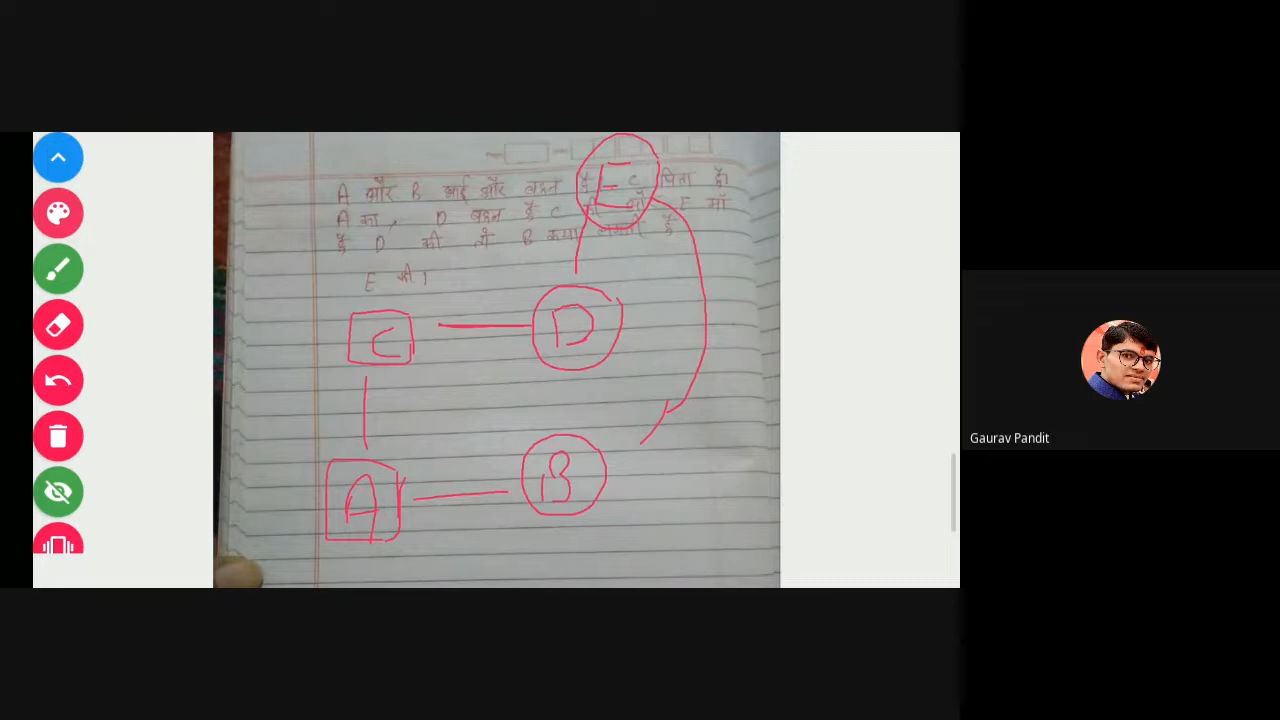 A और B भाई और बहन हैं C पिता है।
A का, D बहन है C की और E माँ
है D की तो B क्या लगती है
E की।
E
C
D
A
B
Gaurav Pandit